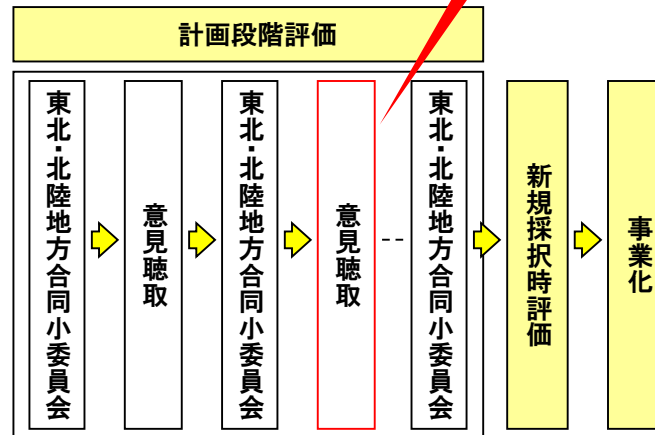 計画段階評価
東北・北陸地方合同小委員会
意見聴取
東北・北陸地方合同小委員会
意見聴取
東北・北陸地方合同小委員会
新規採択時評価
事業化